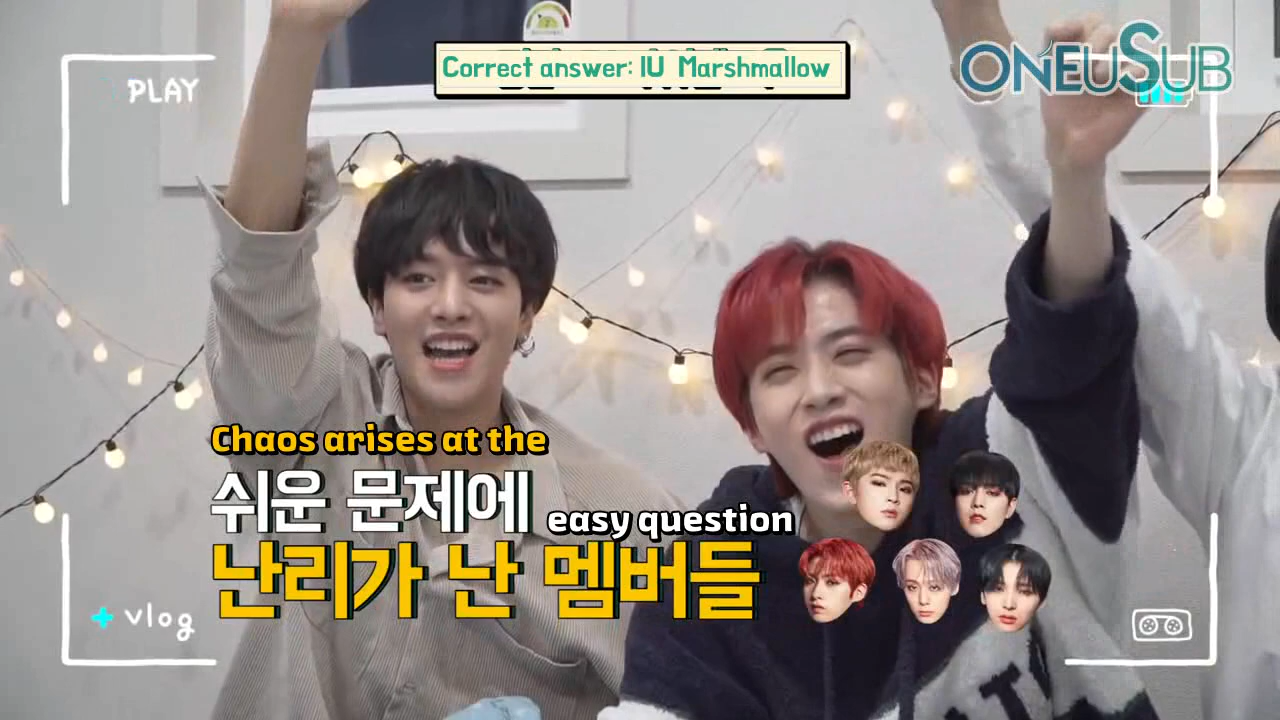 PLAY
Correct answer: IU Marshmallow
ONEUSUB
Chaos arises at the
쉬운 문제에
easy question
난리가 난 멤버들
+ vlog